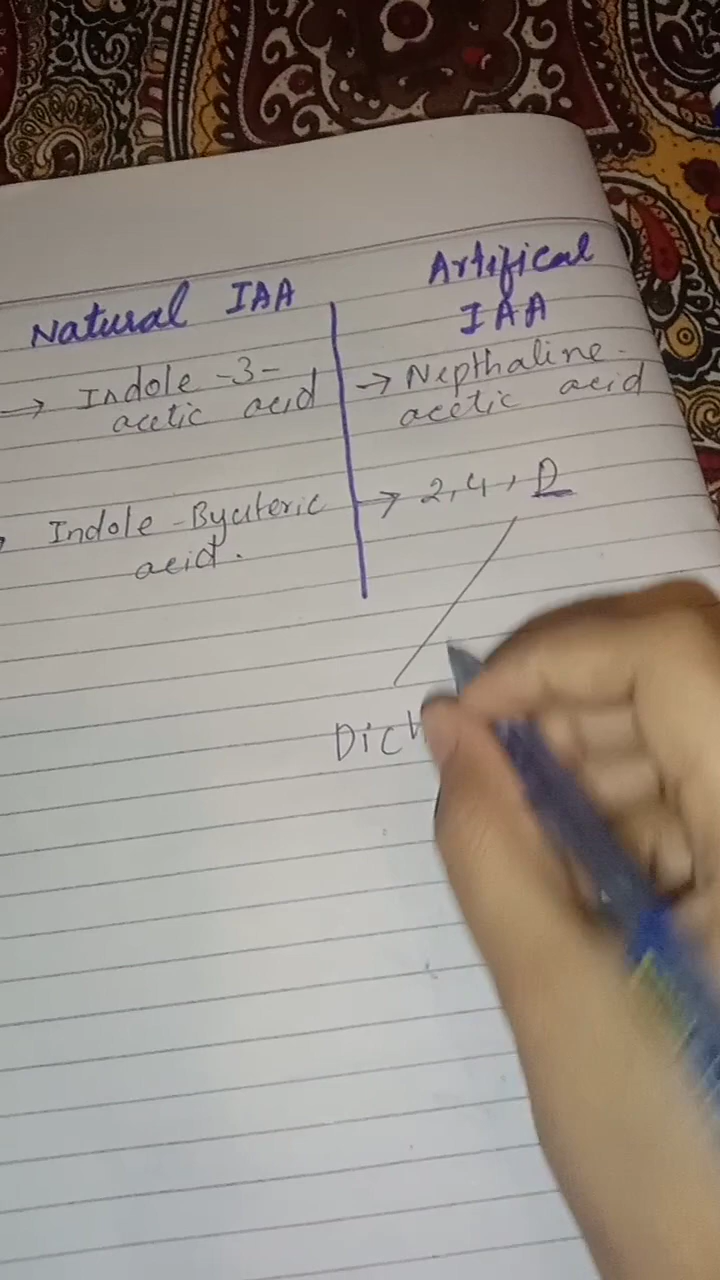 Natural IAA
→ Indole-3-
acetic acid
Indole-Byuteric
acid.
Artifical
IAA
→ Nepthaline-
acetic acid
→ 2,4, D
Dich